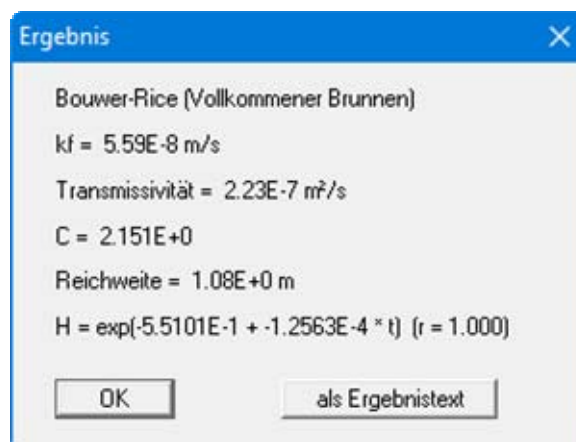 Ergebnis
Bouwer-Rice (Vollkommener Brunnen)
kf = 5.59E-8 m/s
Transmissivität = 2.23E-7 m²/s
C = 2.151E+0
Reichweite = 1.08E+0 m
H = exp(-5.5101E-1 + -1.2563E-4 * t) (r = 1.000)
OK als Ergebnistext